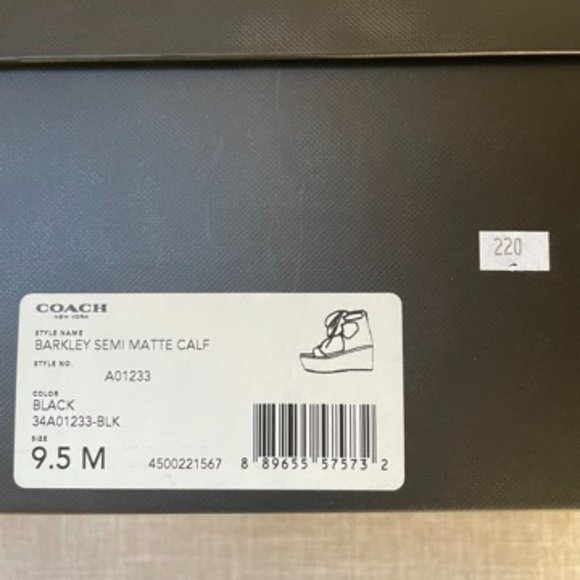 220
COACH
NEW YORK
STYLE NAME
BARKLEY SEMI MATTE CALF
STYLE NO.
A01233
COLOR
BLACK
34A01233-BLK
SIZE
9.5 M
4500221567
8 89655 57573 2